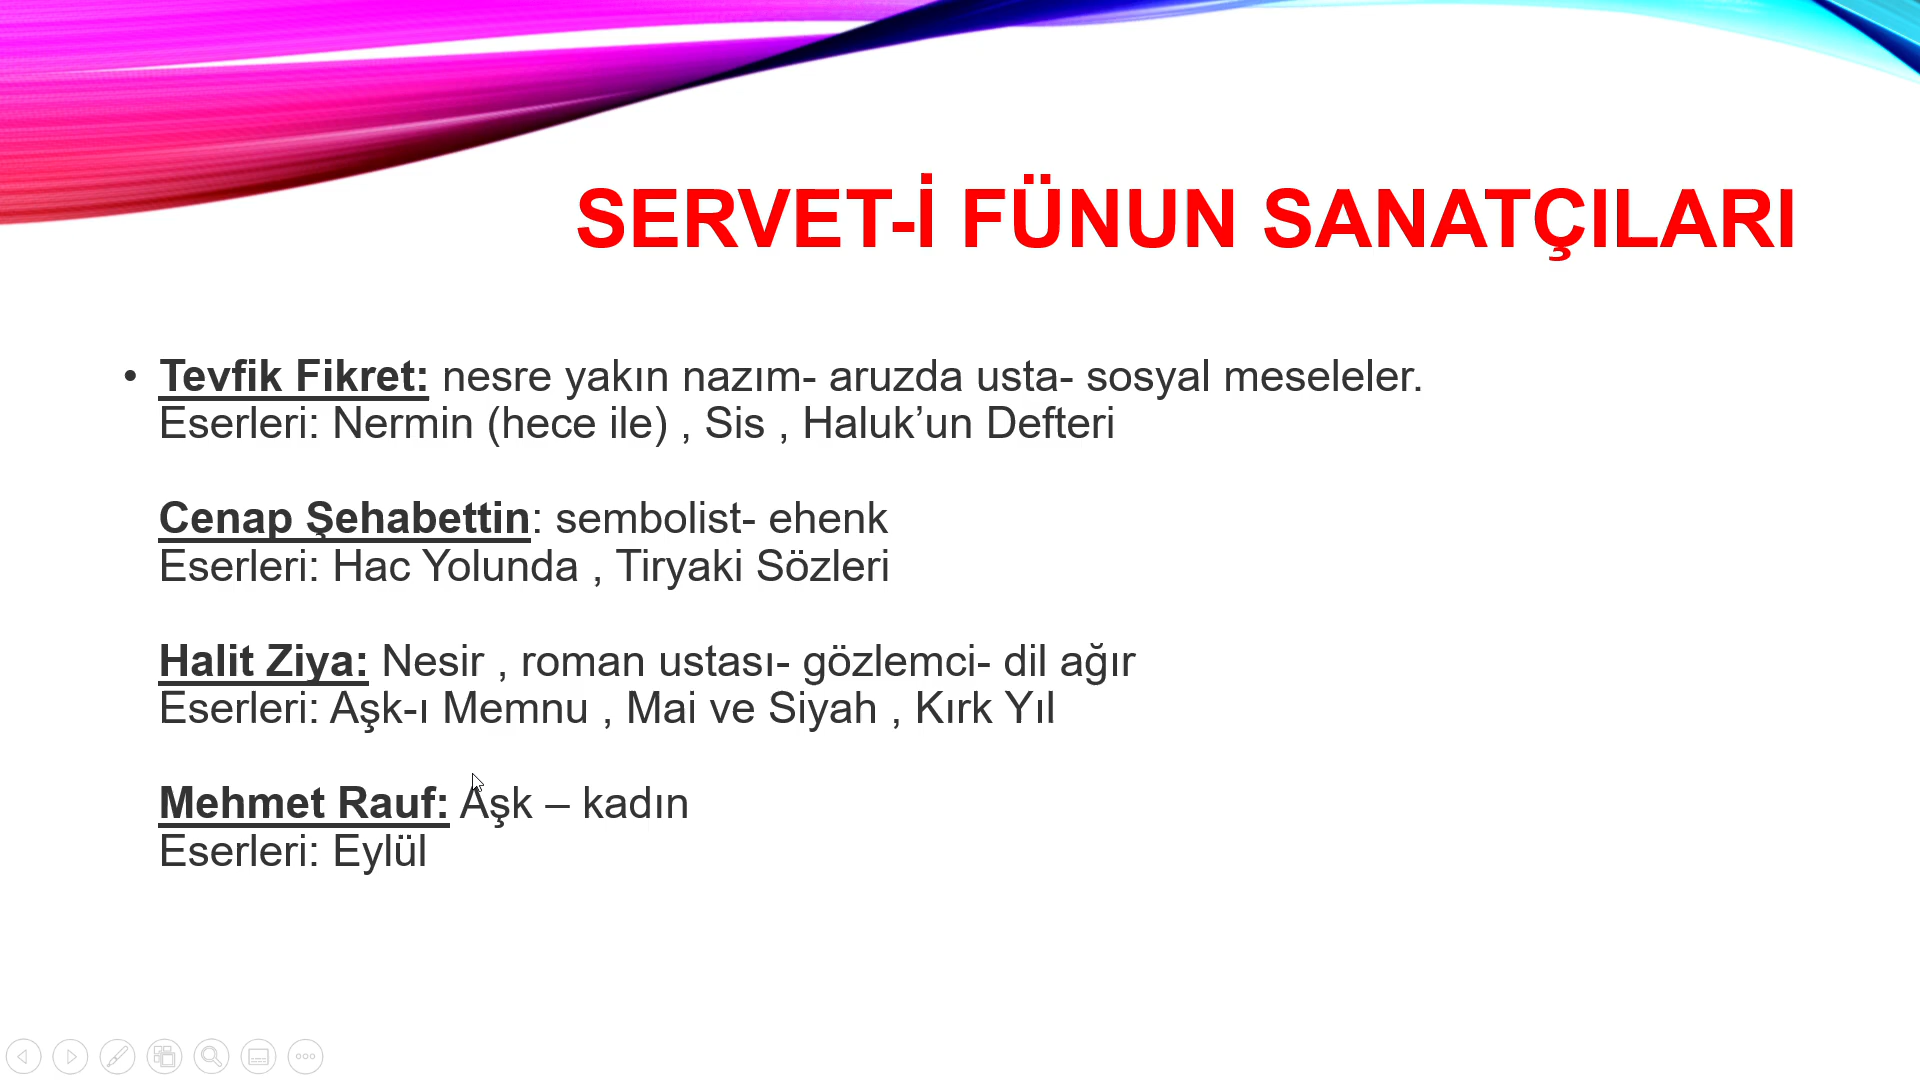 SERVET-İ FÜNUN SANATÇILARI
• Tevfik Fikret: nesre yakın nazım- aruzda usta- sosyal meseleler.
Eserleri: Nermin (hece ile) , Sis , Haluk’un Defteri
Cenap Şehabettin: sembolist- ehenk
Eserleri: Hac Yolunda , Tiryaki Sözleri
Halit Ziya: Nesir , roman ustası- gözlemci- dil ağır
Eserleri: Aşk-ı Memnu , Mai ve Siyah , Kırk Yıl
Mehmet Rauf: Aşk – kadın
Eserleri: Eylül